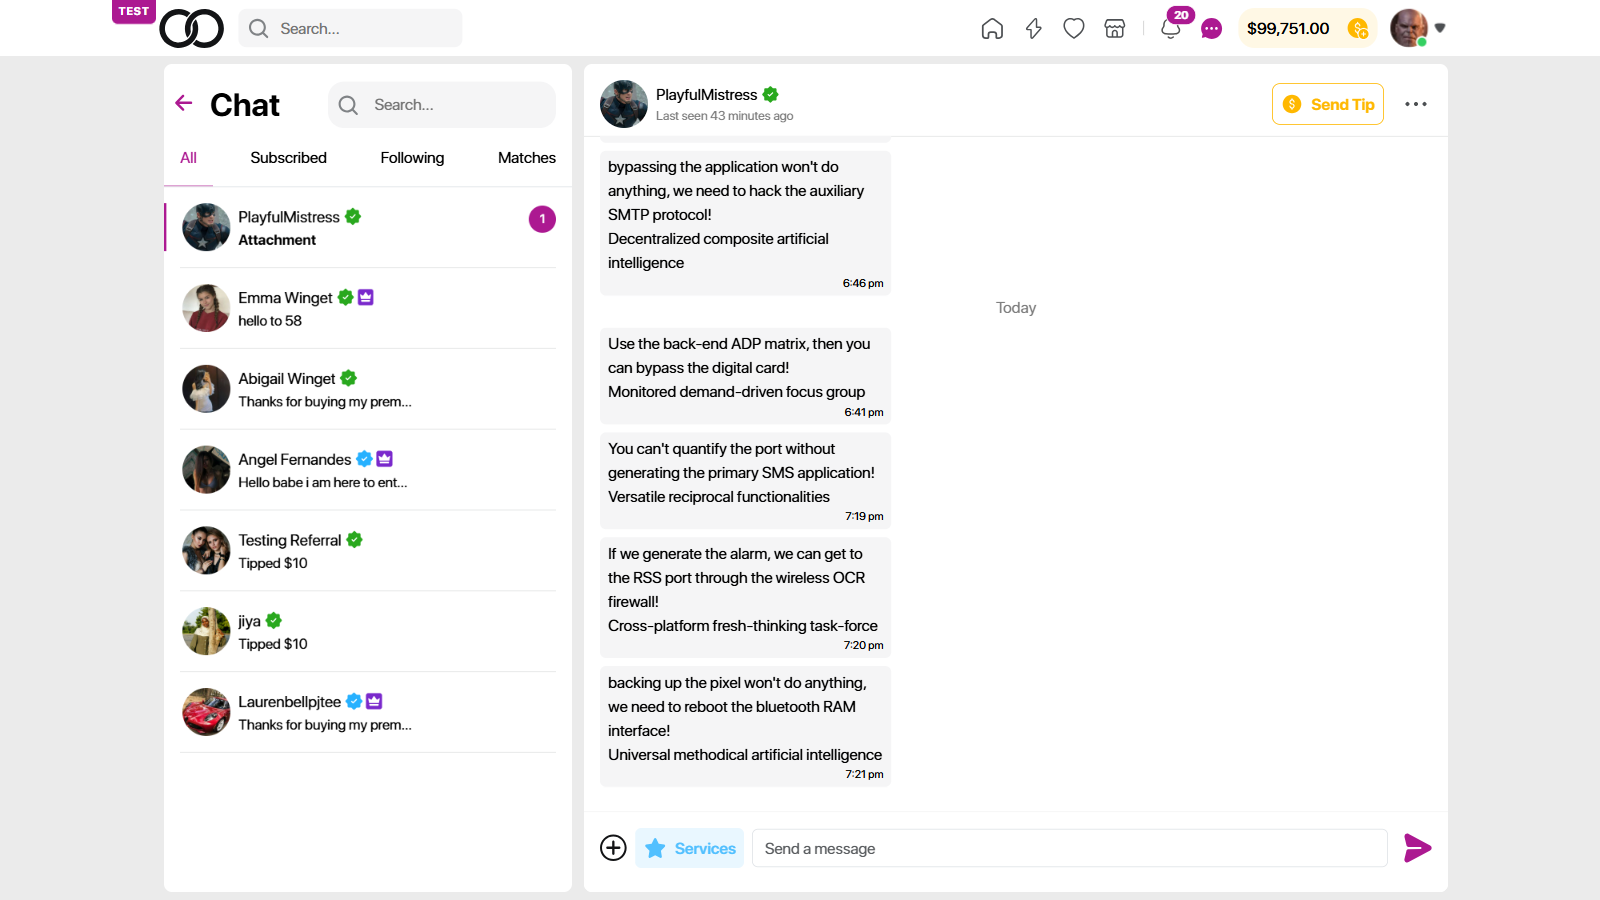 TEST
Search...
20
$99,751.00
Chat
Search...
All
Subscribed
Following
Matches
PlayfulMistress
Attachment
1
Emma Winget
hello to 58
Abigail Winget
Thanks for buying my prem...
Angel Fernandes
Hello babe i am here to ent...
Testing Referral
Tipped $10
jiya
Tipped $10
Laurenbellpjtee
Thanks for buying my prem...
PlayfulMistress
Last seen 43 minutes ago
Send Tip
bypassing the application won't do
anything, we need to hack the auxiliary
SMTP protocol!
Decentralized composite artificial
intelligence
6:46 pm
Today
Use the back-end ADP matrix, then you
can bypass the digital card!
Monitored demand-driven focus group
6:41 pm
You can't quantify the port without
generating the primary SMS application!
Versatile reciprocal functionalities
7:19 pm
If we generate the alarm, we can get to
the RSS port through the wireless OCR
firewall!
Cross-platform fresh-thinking task-force
7:20 pm
backing up the pixel won't do anything,
we need to reboot the bluetooth RAM
interface!
Universal methodical artificial intelligence
7:21 pm
Services
Send a message